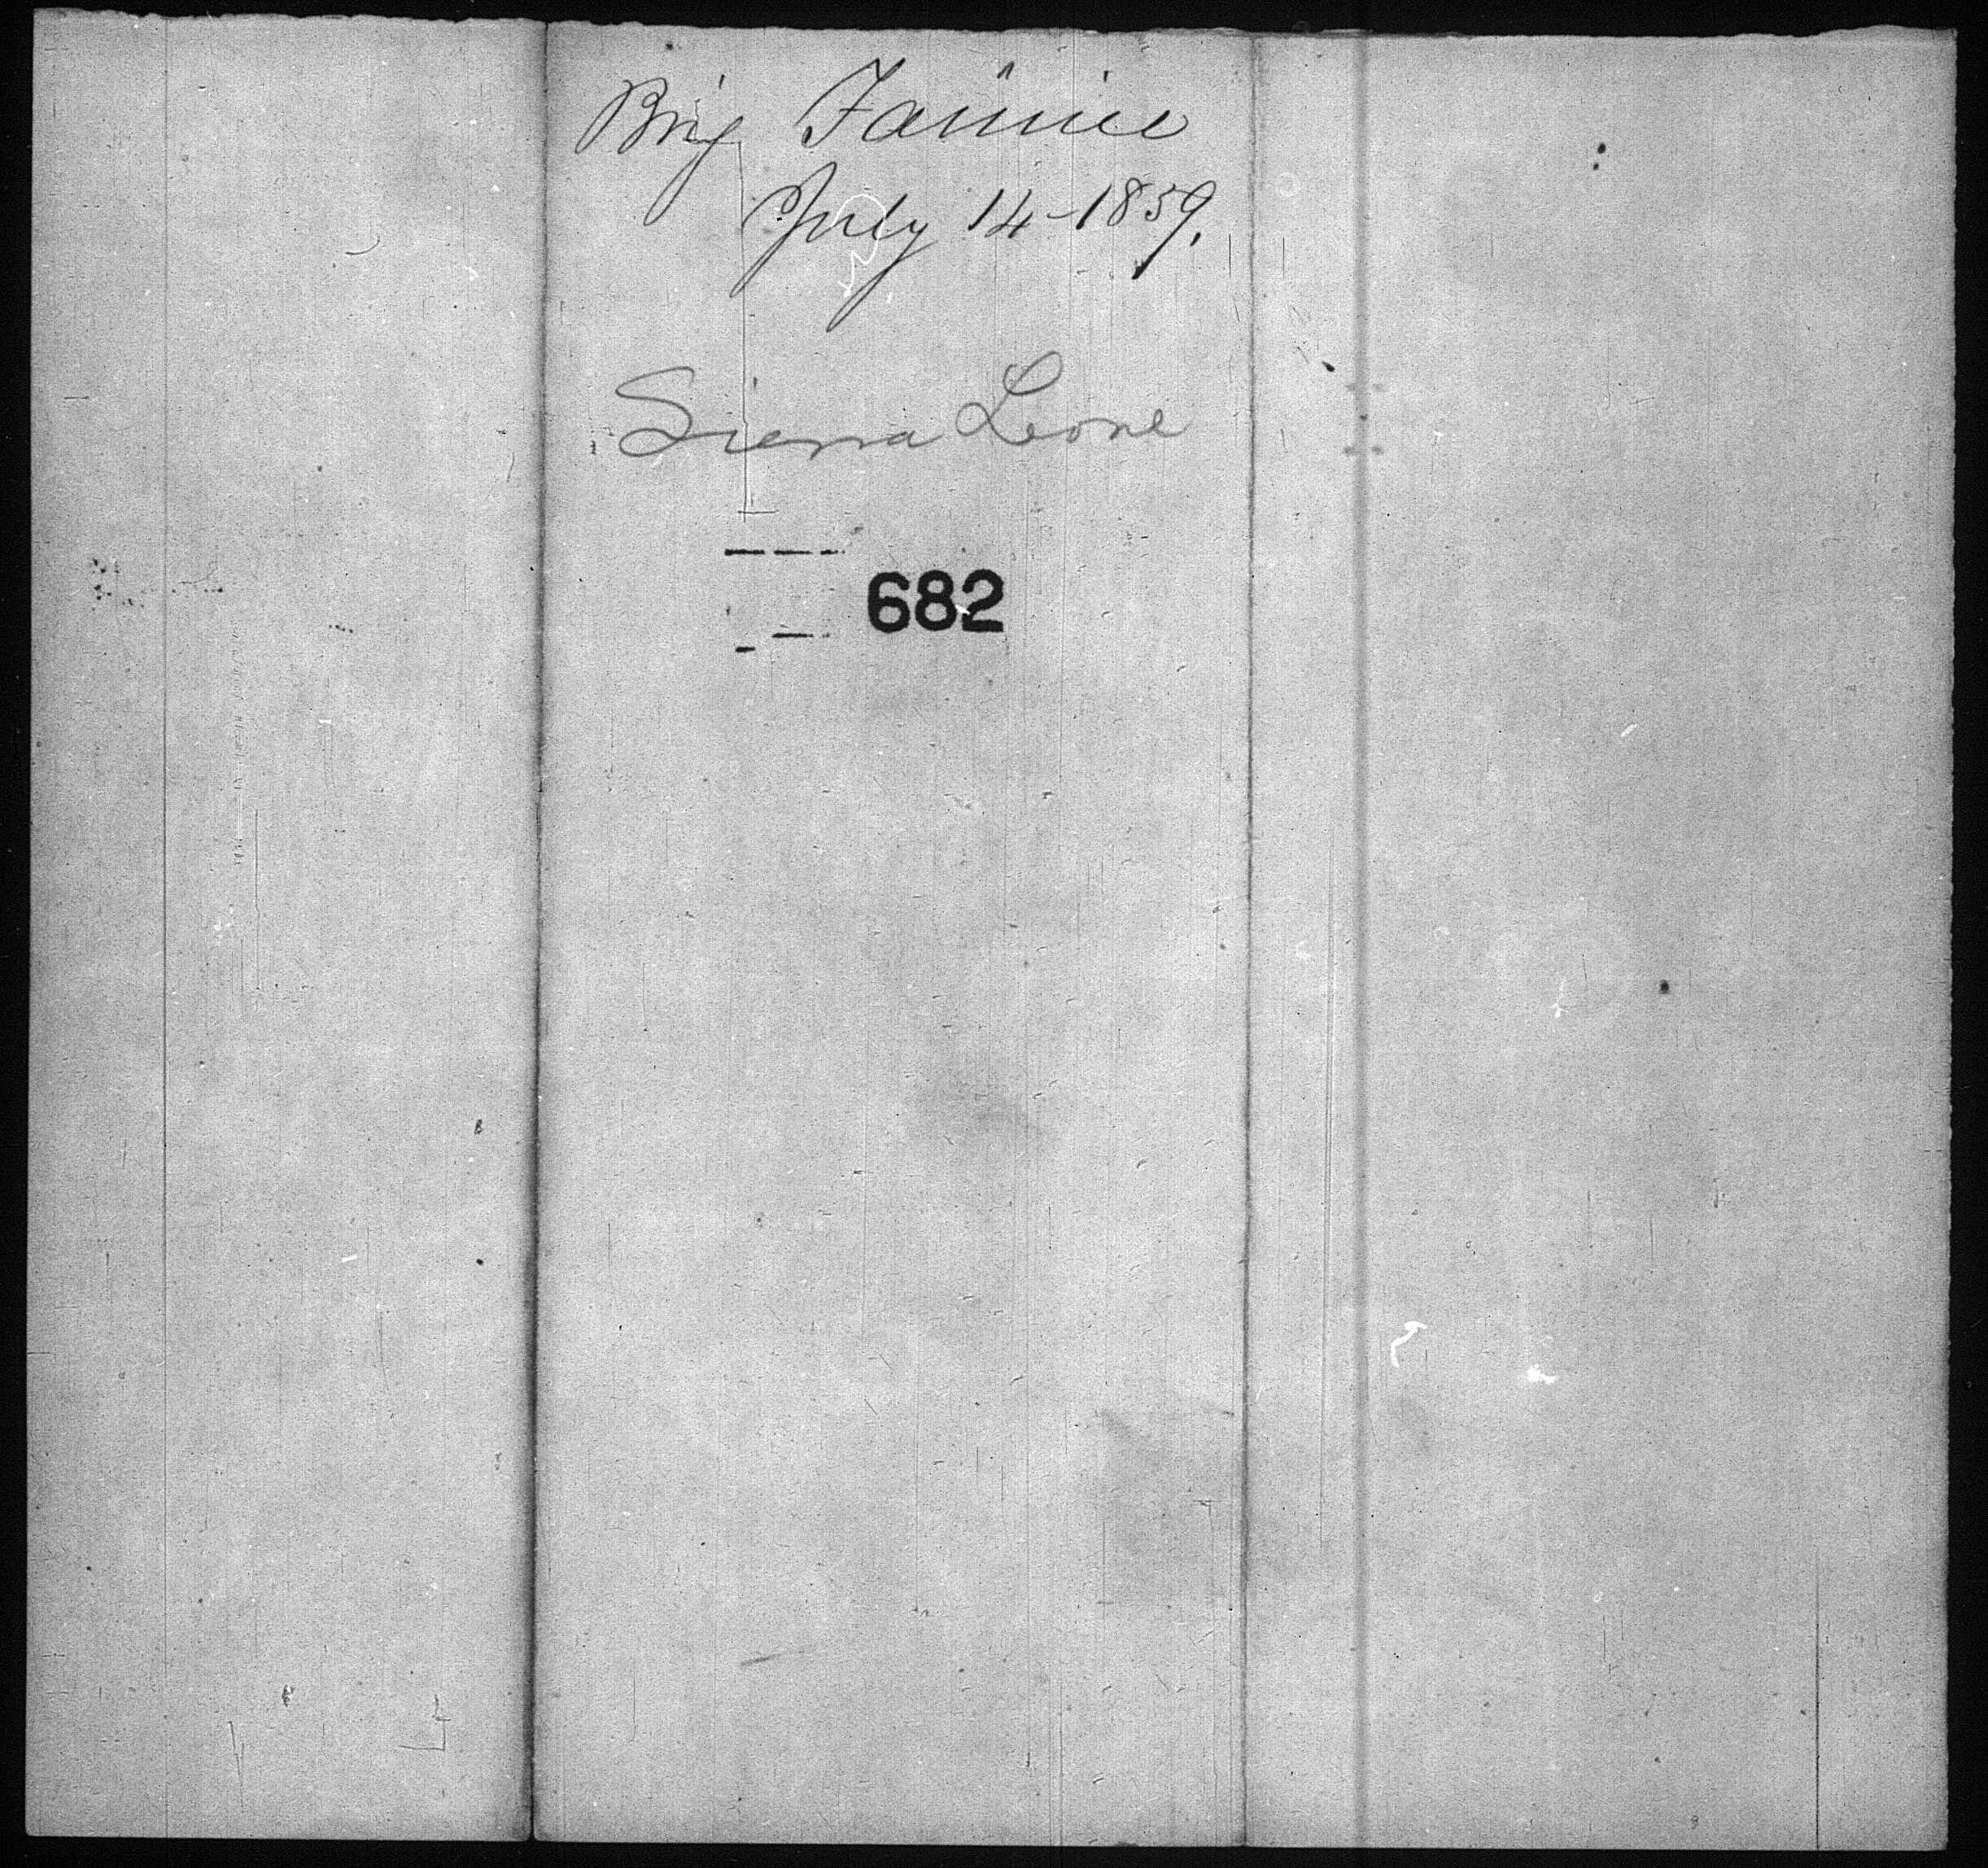 Brig Fannie
July 14-1859.
Sierra Leone
682